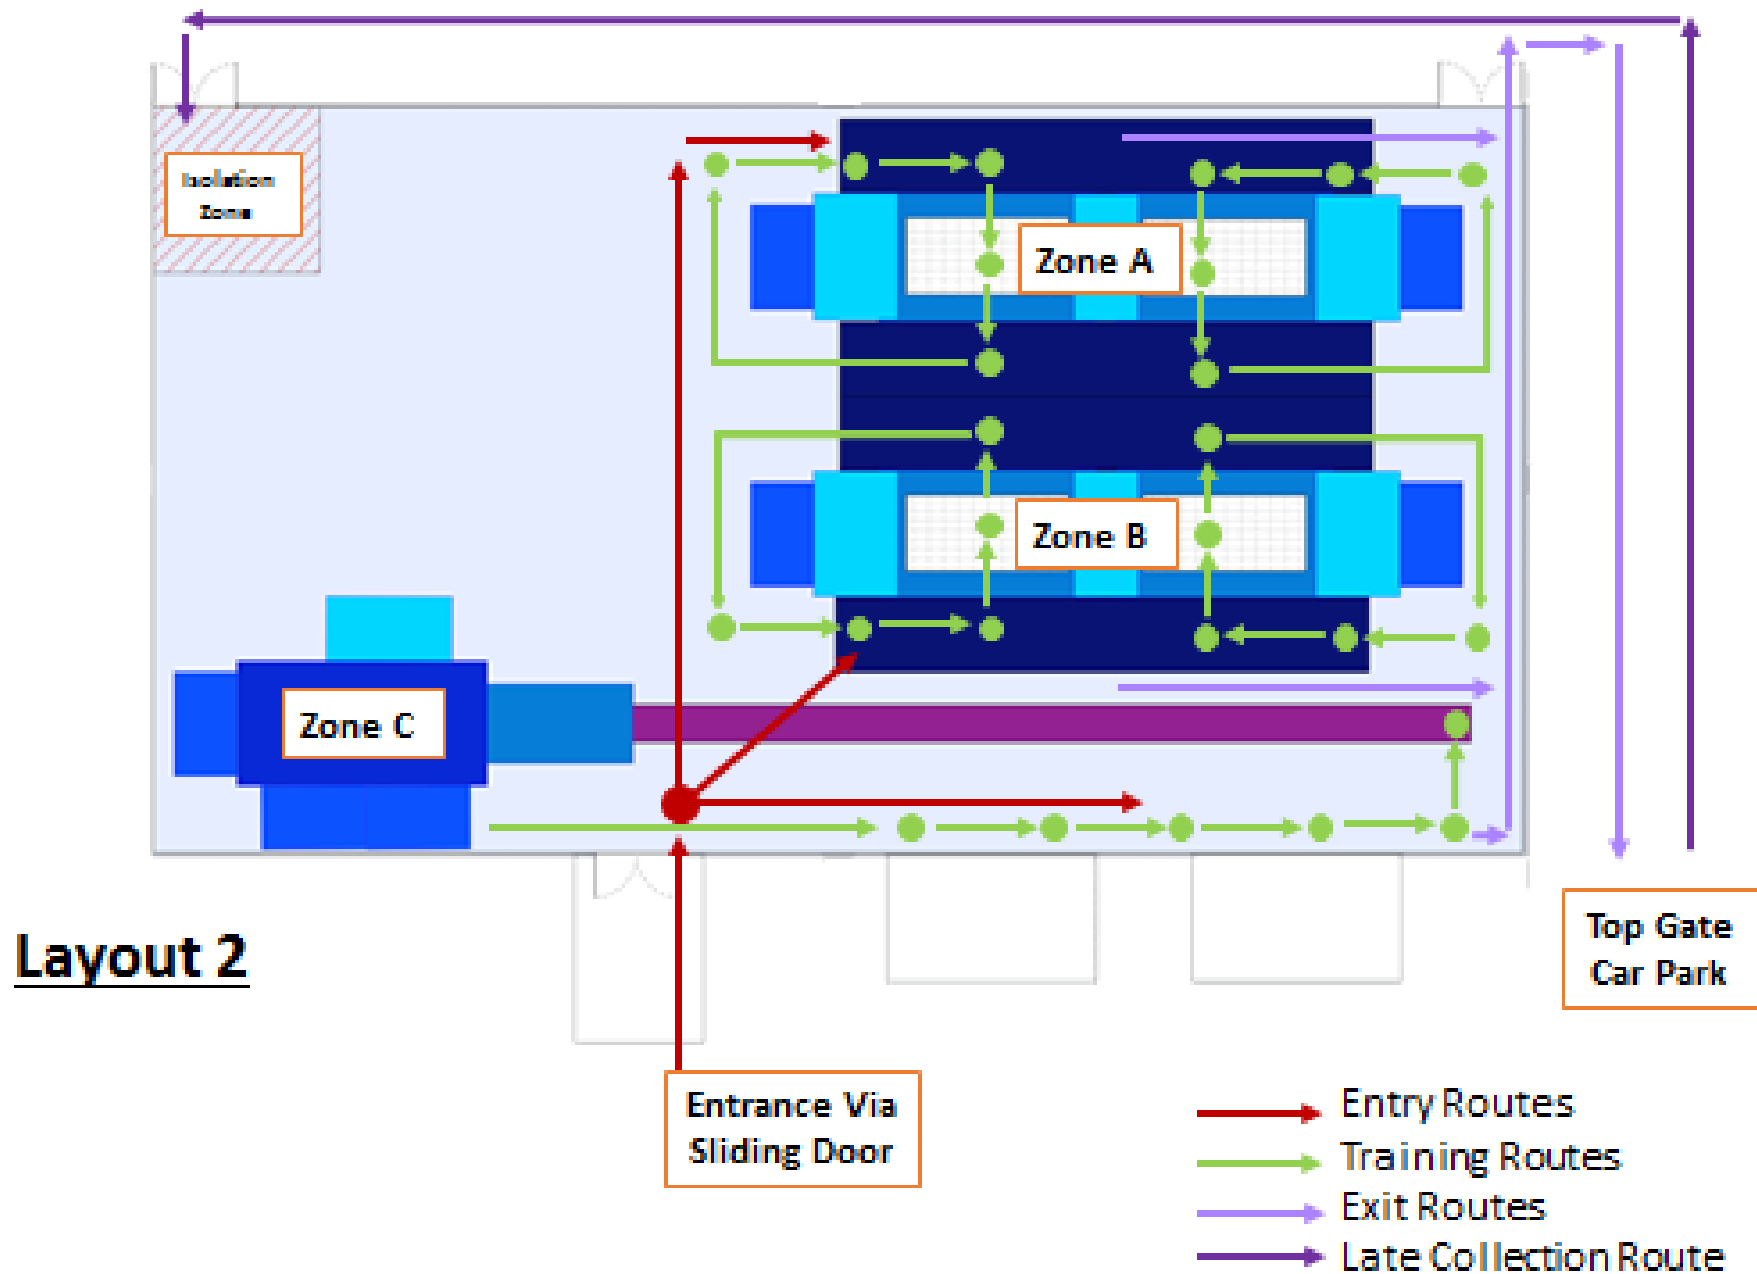 Isolation
Zone
Zone A
Zone B
Zone C
Layout 2
Top Gate
Car Park
Entrance Via
Sliding Door
Entry Routes
Training Routes
Exit Routes
Late Collection Route